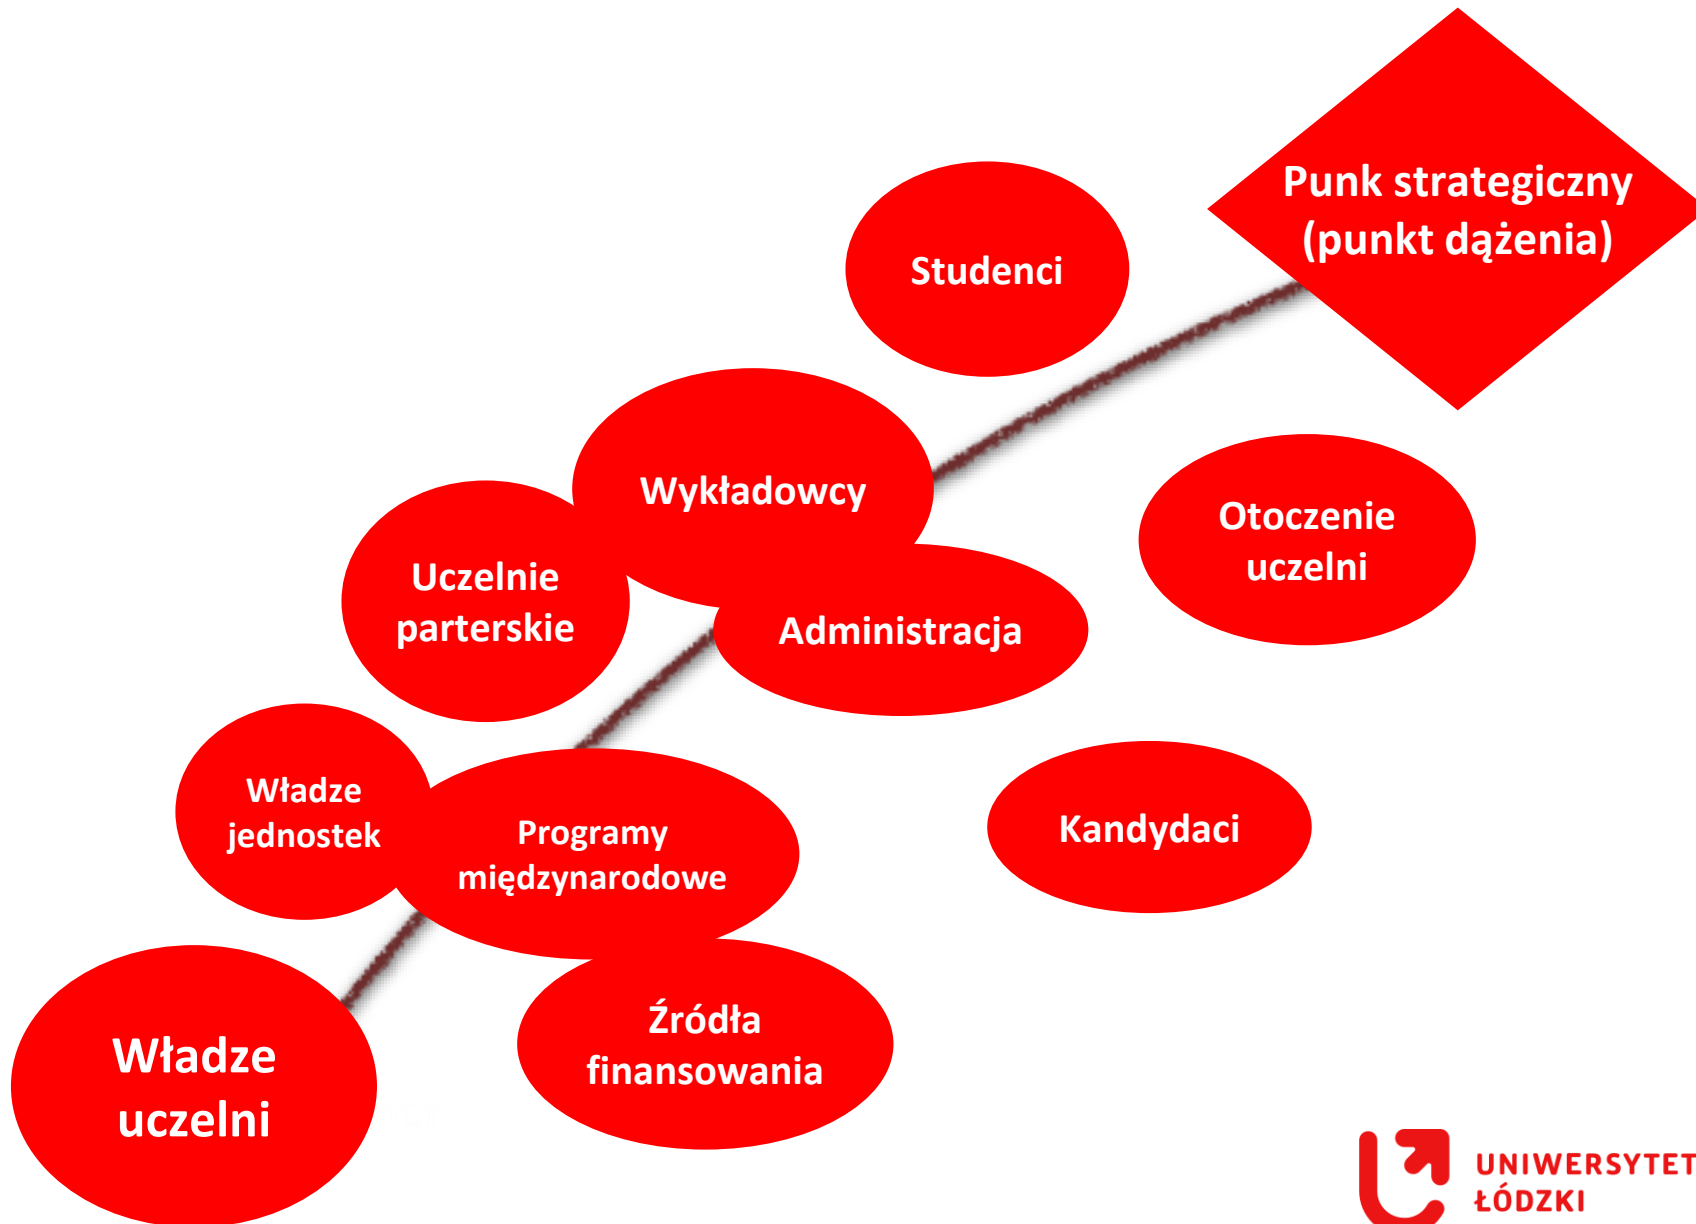 Punk strategiczny
(punkt dążenia)
Studenci
Wykładowcy
Otoczenie
uczelni
Uczelnie
parterskie
Administracja
Władze
jednostek
Programy
międzynarodowe
Kandydaci
Źródła
finansowania
Władze
uczelni
UNIWERSYTET
ŁÓDZKI